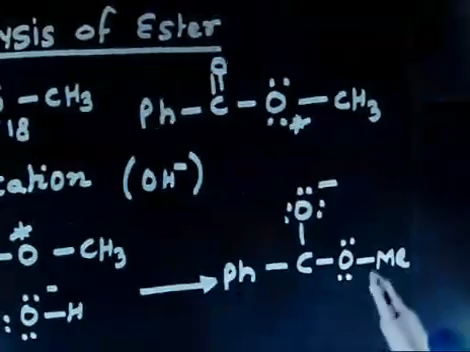 ysis of Ester
O
||
- CH3 Ph - C - Ö - CH3
18 *
cation (OH⁻)
* :Ö:⁻
- O - CH3 |
→ Ph - C - Ö - Me
:Ö⁻ - H